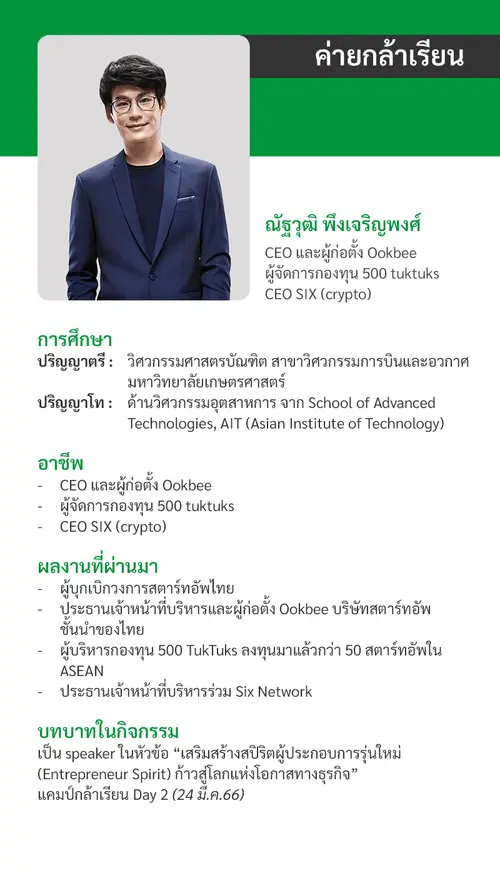 ค่ายกล้าเรียน
ณัฐวุฒิ พึงเจริญพงศ์
CEO และผู้ก่อตั้ง Ookbee
ผู้จัดการกองทุน 500 tuktuks
CEO SIX (crypto)
การศึกษา
ปริญญาตรี : วิศวกรรมศาสตรบัณฑิต สาขาวิศวกรรมการบินและอวกาศ
มหาวิทยาลัยเกษตรศาสตร์
ปริญญาโท : ด้านวิศวกรรมอุตสาหการ จาก School of Advanced
Technologies, AIT (Asian Institute of Technology)
อาชีพ
- CEO และผู้ก่อตั้ง Ookbee
- ผู้จัดการกองทุน 500 tuktuks
- CEO SIX (crypto)
ผลงานที่ผ่านมา
- ผู้บุกเบิกวงการสตาร์ทอัพไทย
- ประธานเจ้าหน้าที่บริหารและผู้ก่อตั้ง Ookbee บริษัทสตาร์ทอัพ
ชั้นนำของไทย
- ผู้บริหารกองทุน 500 TukTuks ลงทุนมาแล้วกว่า 50 สตาร์ทอัพใน
ASEAN
- ประธานเจ้าหน้าที่บริหารร่วม Six Network
บทบาทในกิจกรรม
เป็น speaker ในหัวข้อ “เสริมสร้างสปิริตผู้ประกอบการรุ่นใหม่
(Entrepreneur Spirit) ก้าวสู่โลกแห่งโอกาสทางธุรกิจ”
แคมป์กล้าเรียน Day 2 (24 มี.ค.66)